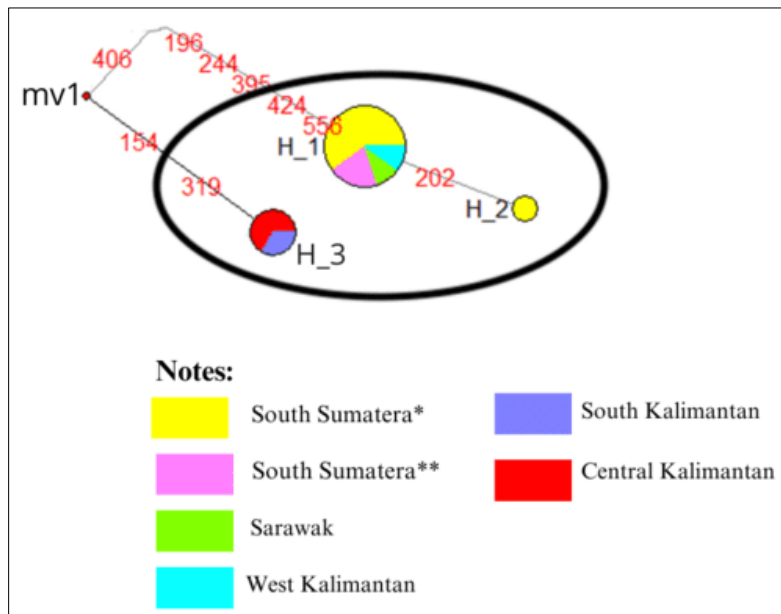 406
196
244
395
424
556
mv1
154
319
H_1
202
H_2
H_3
Notes:
South Sumatera*
South Sumatera**
Sarawak
West Kalimantan
South Kalimantan
Central Kalimantan